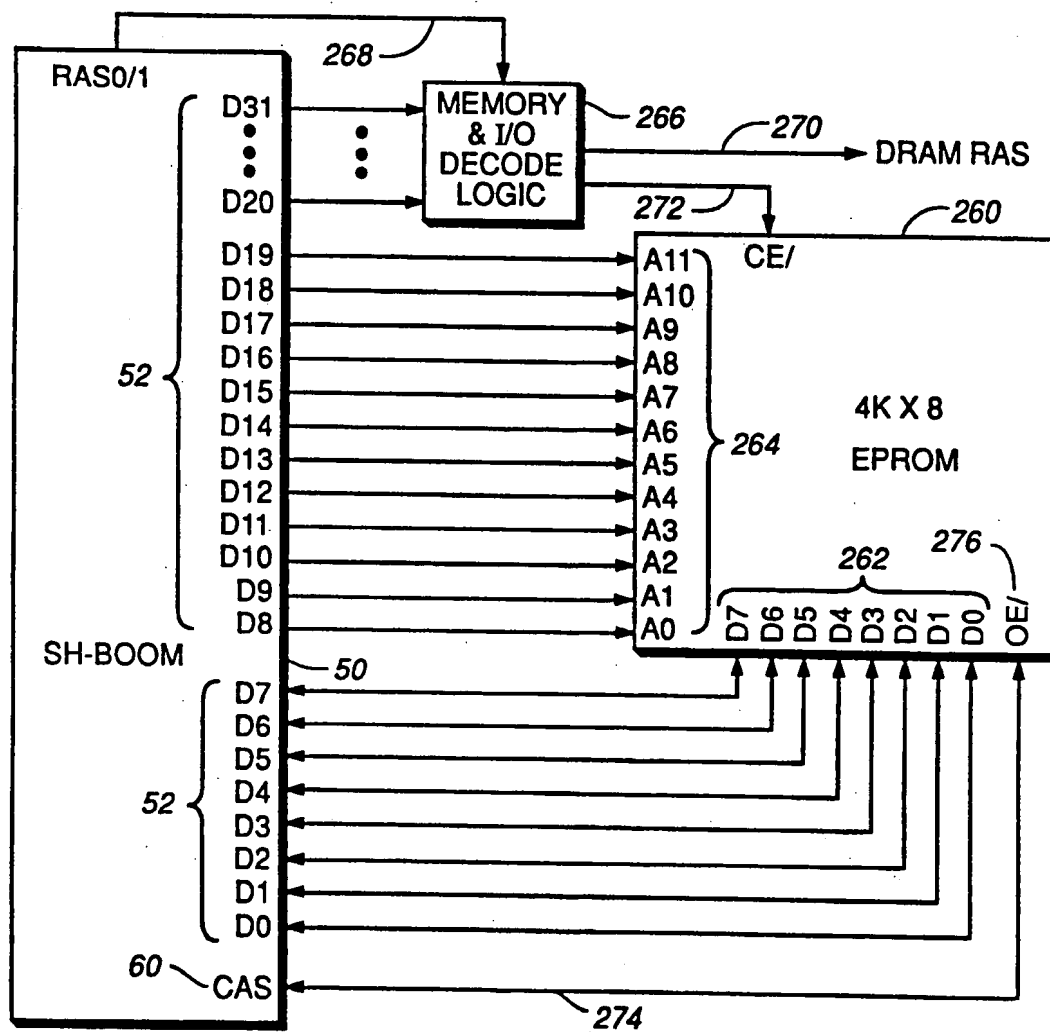 268
RAS0/1
D31
D20
D19
D18
D17
D16
D15
D14
D13
D12
D11
D10
D9
D8
52
SH-BOOM
50
D7
D6
D5
D4
D3
D2
D1
D0
52
60
CAS
274
MEMORY
& I/O
DECODE
LOGIC
266
270
DRAM RAS
272
260
CE/
A11
A10
A9
A8
A7
A6
A5
A4
A3
A2
A1
A0
264
4K X 8
EPROM
276
262
D7
D6
D5
D4
D3
D2
D1
D0
OE/